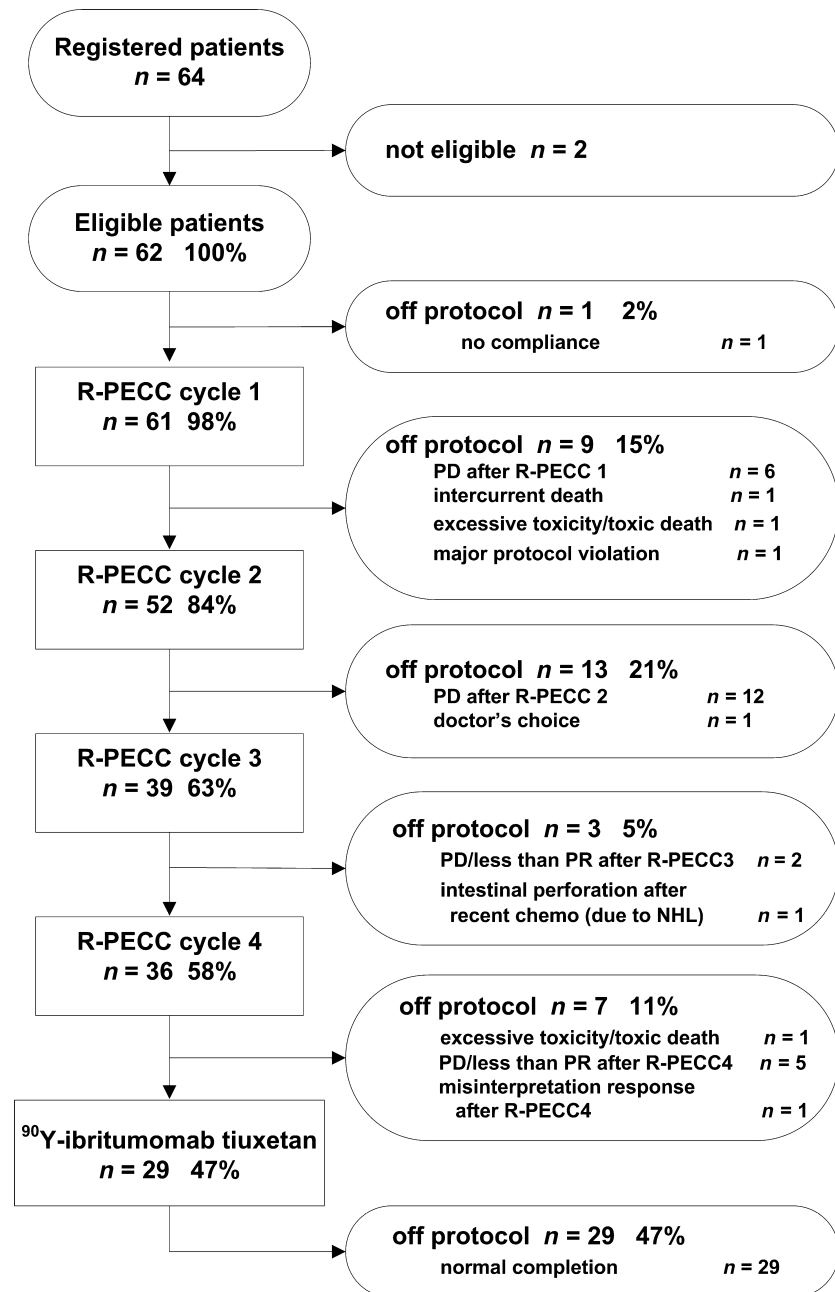 Registered patients
n = 64
not eligible n = 2
Eligible patients
n = 62 100%
off protocol n = 1 2%
no compliance n = 1
R-PECC cycle 1
n = 61 98%
off protocol n = 9 15%
PD after R-PECC 1 n = 6
intercurrent death n = 1
excessive toxicity/toxic death n = 1
major protocol violation n = 1
R-PECC cycle 2
n = 52 84%
off protocol n = 13 21%
PD after R-PECC 2 n = 12
doctor's choice n = 1
R-PECC cycle 3
n = 39 63%
off protocol n = 3 5%
PD/less than PR after R-PECC3 n = 2
intestinal perforation after
recent chemo (due to NHL) n = 1
R-PECC cycle 4
n = 36 58%
off protocol n = 7 11%
excessive toxicity/toxic death n = 1
PD/less than PR after R-PECC4 n = 5
misinterpretation response
after R-PECC4 n = 1
⁹⁰Y-ibritumomab tiuxetan
n = 29 47%
off protocol n = 29 47%
normal completion n = 29